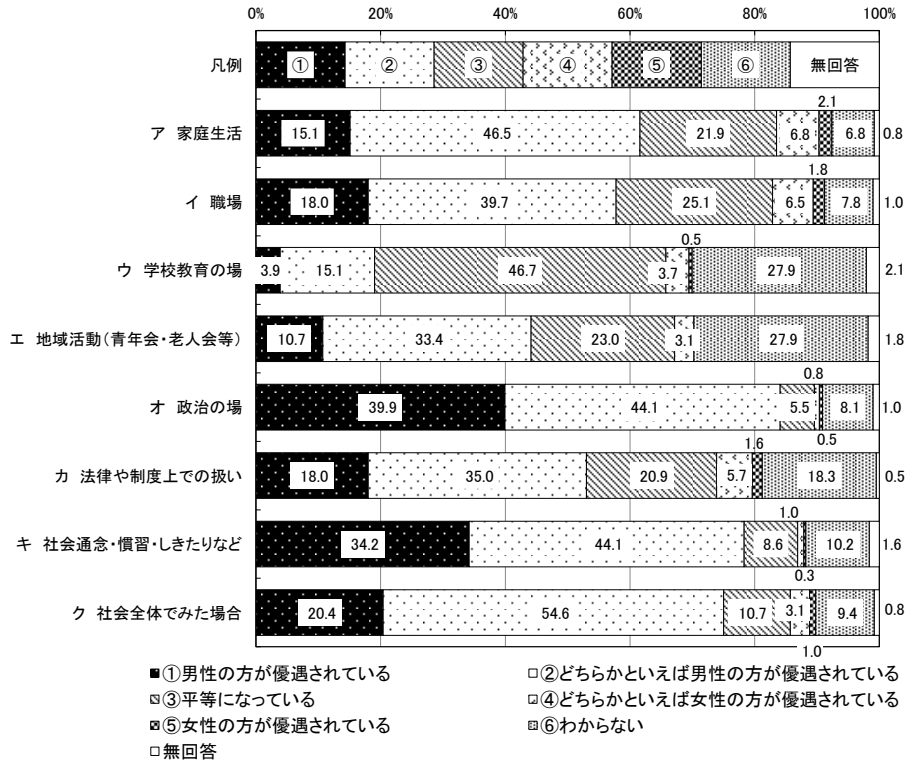 0% 20% 40% 60% 80% 100%
凡例 ① ② ③ ④ ⑤ ⑥ 無回答
2.1
ア 家庭生活 15.1 46.5 21.9 6.8 6.8 0.8
1.8
イ 職場 18.0 39.7 25.1 6.5 7.8 1.0
0.5
ウ 学校教育の場 3.9 15.1 46.7 3.7 27.9 2.1
エ 地域活動(青年会・老人会等) 10.7 33.4 23.0 3.1 27.9 1.8
0.8
オ 政治の場 39.9 44.1 5.5 8.1 1.0
1.6 0.5
カ 法律や制度上での扱い 18.0 35.0 20.9 5.7 18.3 0.5
1.0
キ 社会通念・慣習・しきたりなど 34.2 44.1 8.6 10.2 1.6
0.3
ク 社会全体でみた場合 20.4 54.6 10.7 3.1 9.4 0.8
1.0
①男性の方が優遇されている ②どちらかといえば男性の方が優遇されている
③平等になっている ④どちらかといえば女性の方が優遇されている
⑤女性の方が優遇されている ⑥わからない
無回答